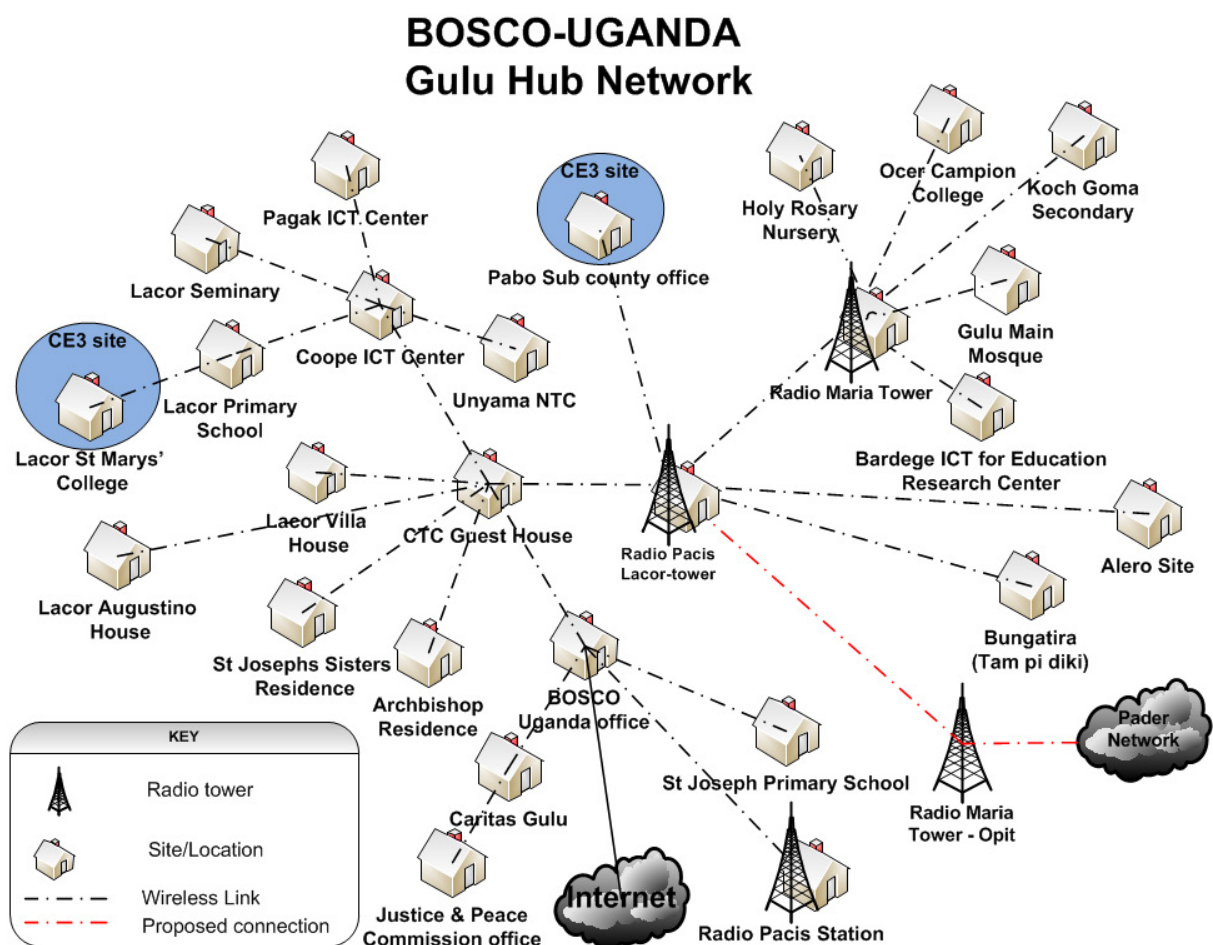 BOSCO-UGANDA
Gulu Hub Network
Pagak ICT Center
CE3 site
Pabo Sub county office
Holy Rosary
Nursery
Ocer Campion
College
Koch Goma
Secondary
Lacor Seminary
Coope ICT Center
Unyama NTC
Radio Maria Tower
Gulu Main
Mosque
CE3 site
Lacor St Marys'
College
Lacor Primary
School
Bardege ICT for Education
Research Center
Lacor Villa
House
CTC Guest House
Radio Pacis
Lacor-tower
Alero Site
Lacor Augustino
House
St Josephs Sisters
Residence
Archbishop
Residence
BOSCO
Uganda office
Bungatira
(Tam pi diki)
Pader
Network
St Joseph Primary School
Radio Maria
Tower - Opit
Caritas Gulu
Justice & Peace
Commission office
Internet
Radio Pacis Station
KEY
Radio tower
Site/Location
Wireless Link
Proposed connection